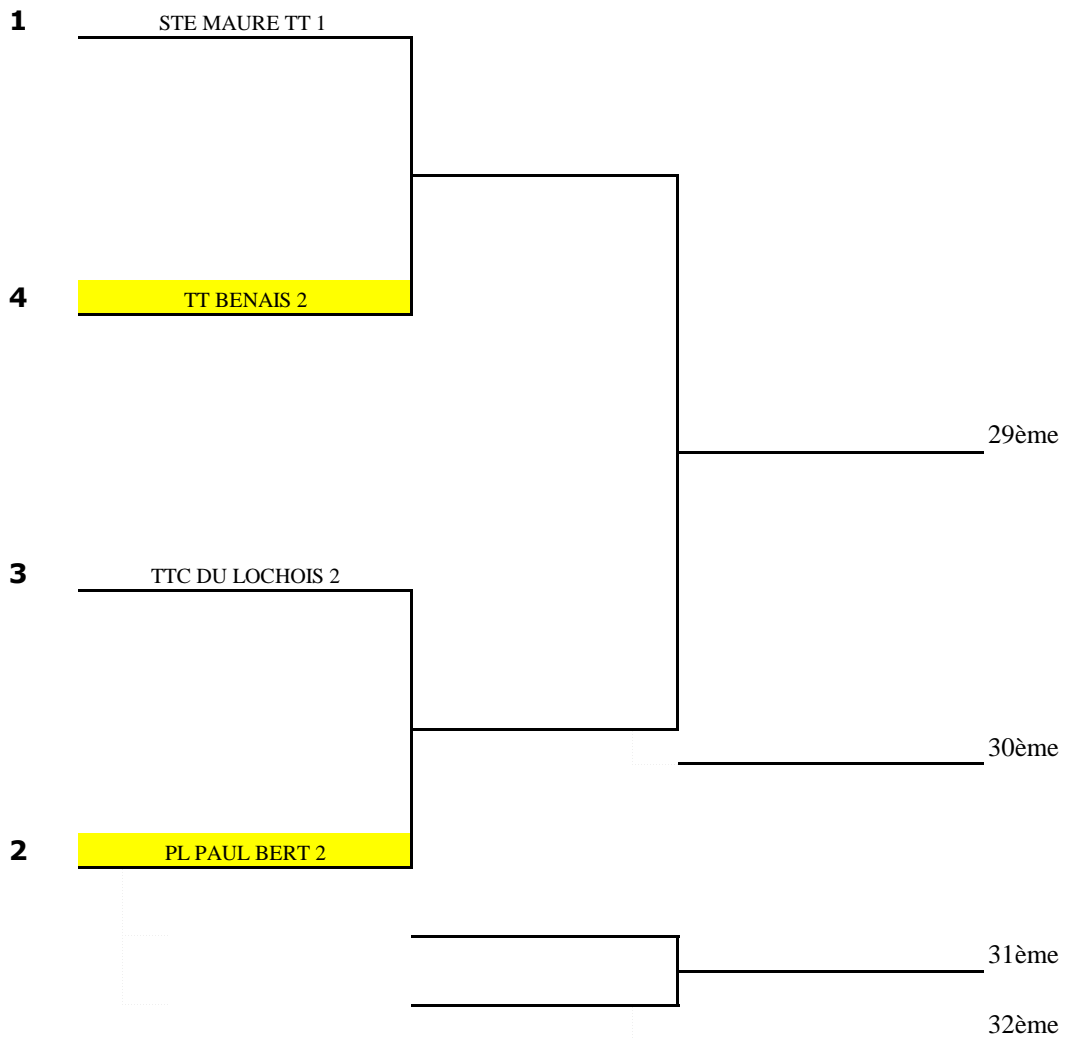 1 STE MAURE TT 1
4 TT BENAIS 2
29ème
3 TTC DU LOCHOIS 2
30ème
2 PL PAUL BERT 2
31ème
32ème